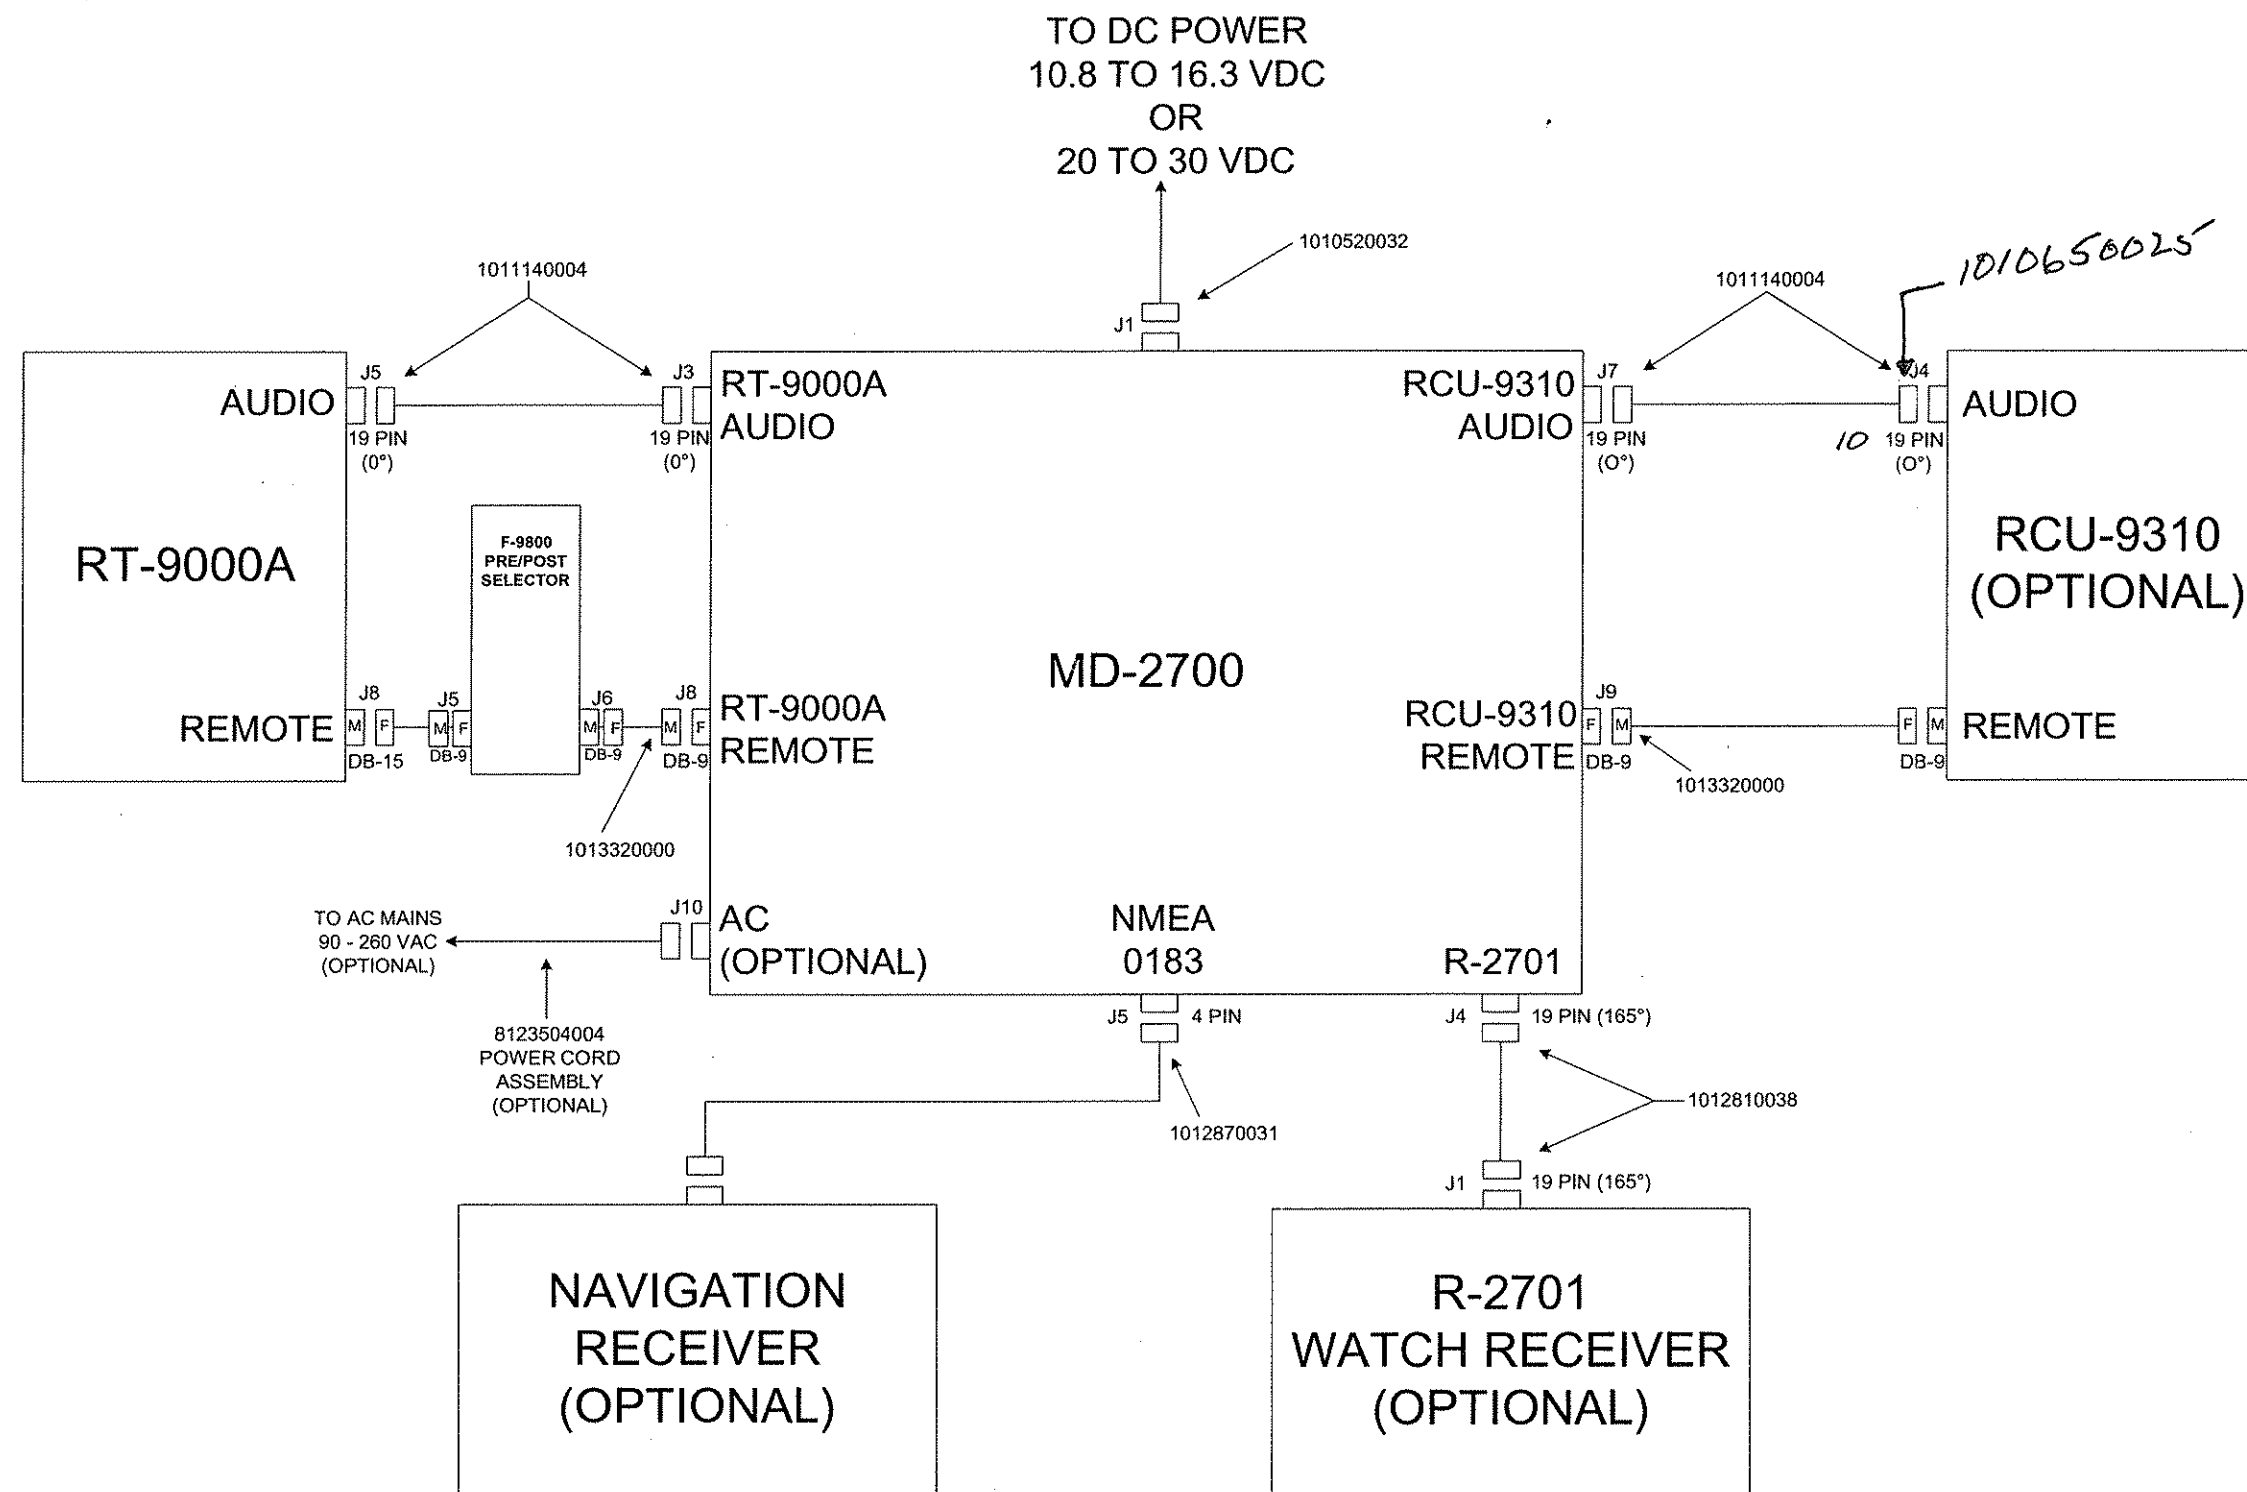 TO DC POWER
10.8 TO 16.3 VDC
OR
20 TO 30 VDC
1010520032
J1
1011140004
1011140004
1010650025
J5
J3
J7
J4
AUDIO
19 PIN
(0°)
19 PIN
(0°)
RT-9000A
AUDIO
RCU-9310
AUDIO
19 PIN
(O°)
10
19 PIN
(O°)
AUDIO
RT-9000A
F-9800
PRE/POST
SELECTOR
MD-2700
RCU-9310
(OPTIONAL)
REMOTE
J8
M
F
DB-15
J5
M
F
DB-9
J6
M
F
DB-9
J8
M
F
DB-9
RT-9000A
REMOTE
RCU-9310
REMOTE
J9
F
M
DB-9
F
M
DB-9
REMOTE
1013320000
1013320000
TO AC MAINS
90 - 260 VAC
(OPTIONAL)
J10
AC
(OPTIONAL)
NMEA
0183
R-2701
8123504004
POWER CORD
ASSEMBLY
(OPTIONAL)
J5
4 PIN
J4
19 PIN (165°)
1012870031
1012810038
J1
19 PIN (165°)
NAVIGATION
RECEIVER
(OPTIONAL)
R-2701
WATCH RECEIVER
(OPTIONAL)